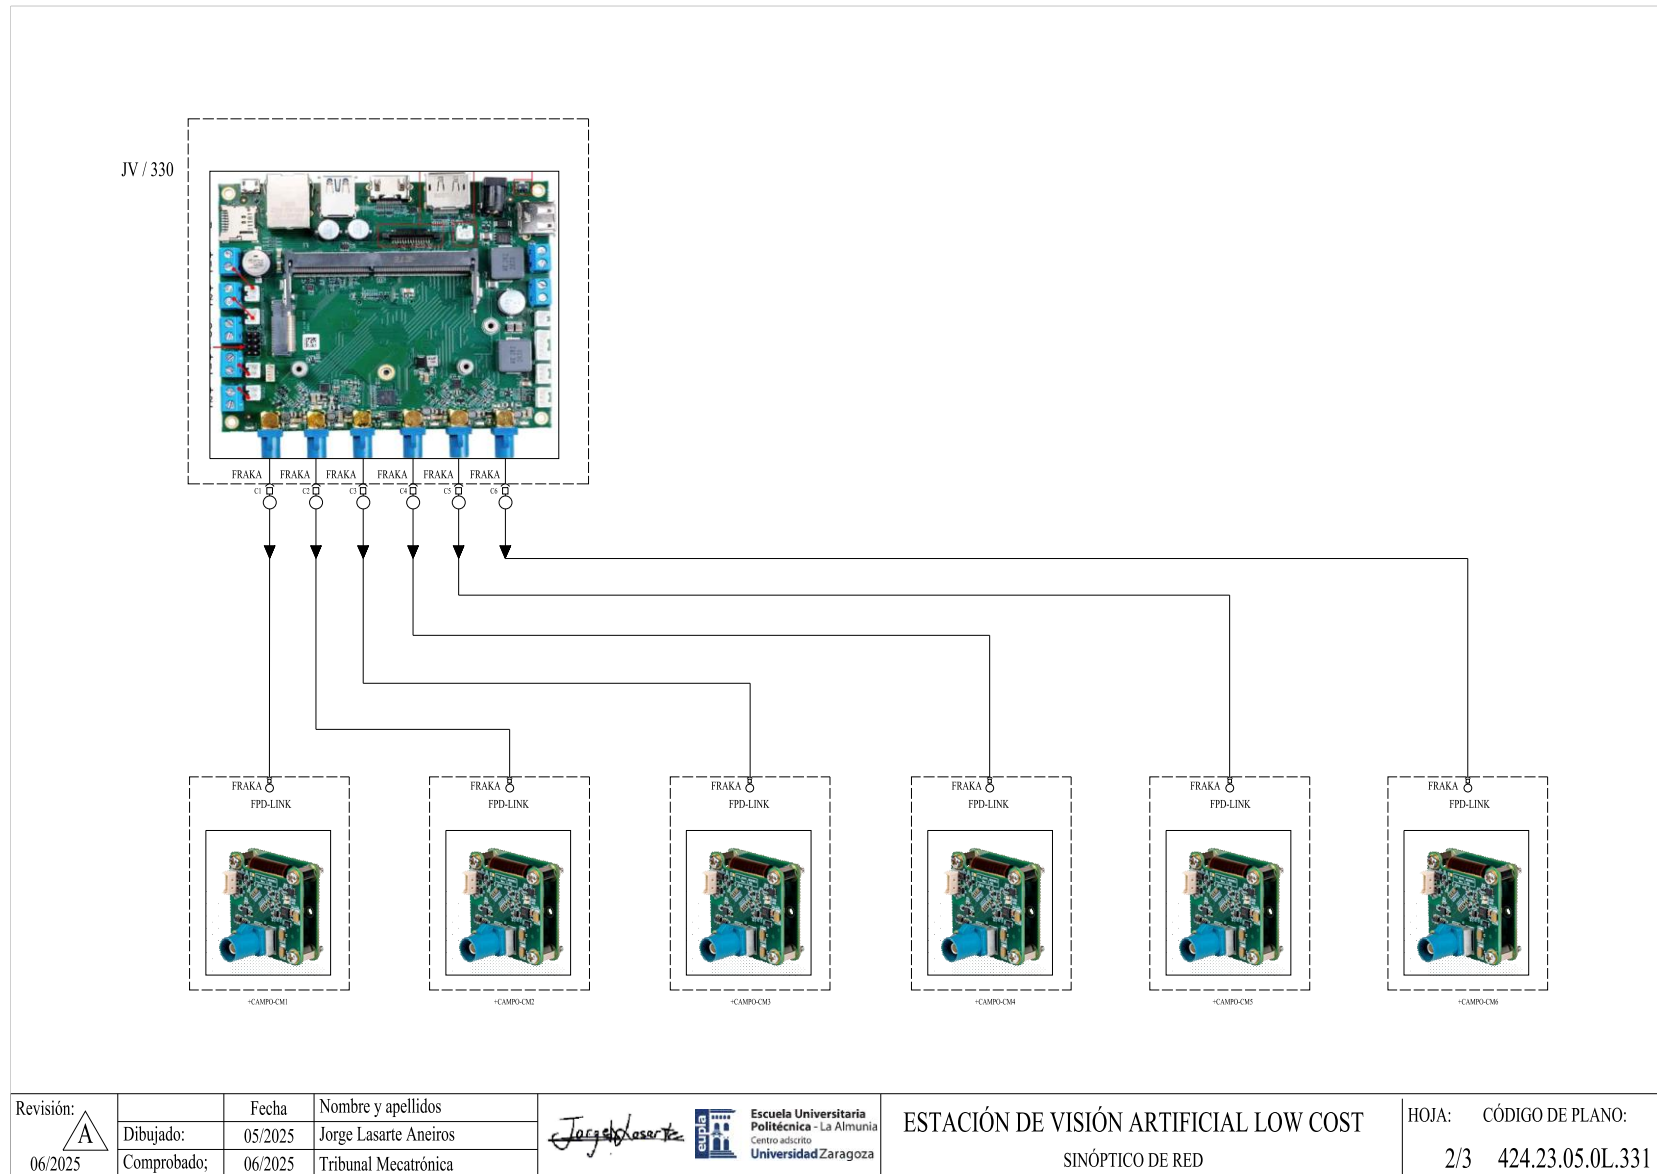 JV / 330
FRAKA FRAKA FRAKA FRAKA FRAKA FRAKA
C1 C2 C3 C4 C5 C6
FRAKA FRAKA FRAKA FRAKA FRAKA FRAKA
FPD-LINK FPD-LINK FPD-LINK FPD-LINK FPD-LINK FPD-LINK
+CAMPO-CM1 +CAMPO-CM2 +CAMPO-CM3 +CAMPO-CM4 +CAMPO-CM5 +CAMPO-CM6
Revisión:
A
06/2025
Fecha Nombre y apellidos
Dibujado: 05/2025 Jorge Lasarte Aneiros
Comprobado; 06/2025 Tribunal Mecatrónica
Jorge Lasarte
eupla
Escuela Universitaria
Politécnica - La Almunia
Centro adscrito
Universidad Zaragoza
ESTACIÓN DE VISIÓN ARTIFICIAL LOW COST
SINÓPTICO DE RED
HOJA: CÓDIGO DE PLANO:
2/3 424.23.05.0L.331